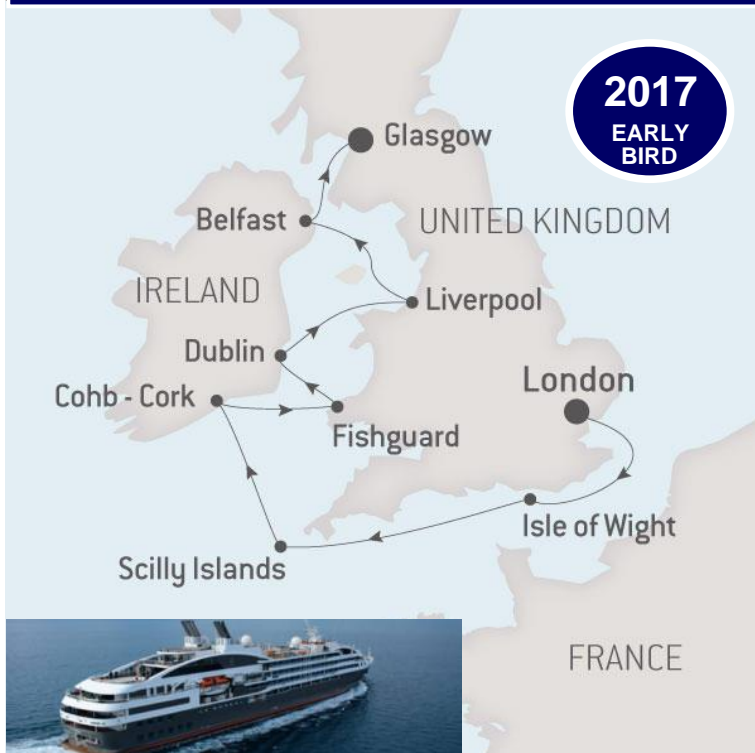 2017
EARLY
BIRD
Glasgow
Belfast
UNITED KINGDOM
IRELAND
Liverpool
Dublin
London
Cohb - Cork
Fishguard
Isle of Wight
Scilly Islands
FRANCE